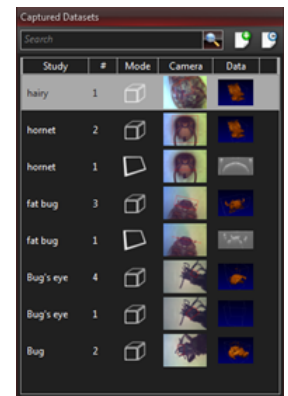 Captured Datasets
Search
Study # Mode Camera Data
hairy 1
hornet 2
hornet 1
fat bug 3
fat bug 1
Bug's eye 4
Bug's eye 1
Bug 2